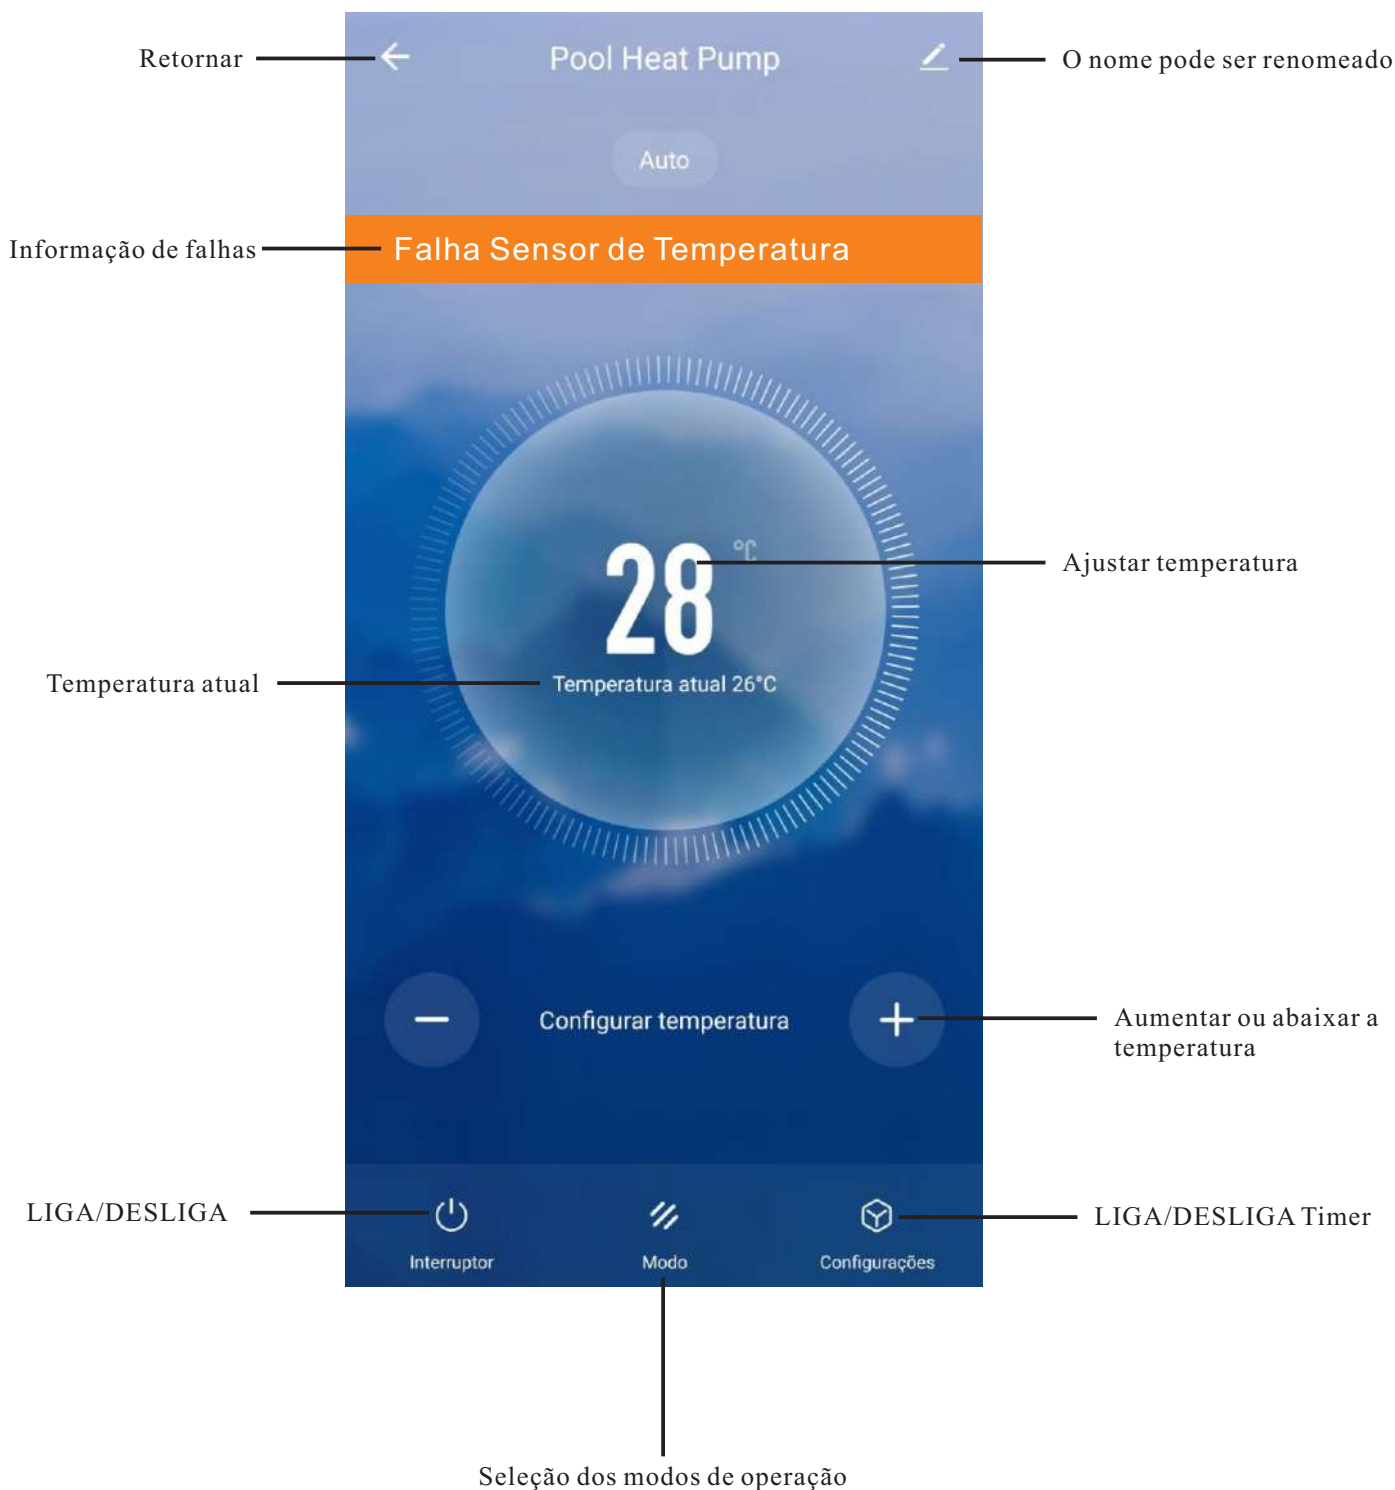 Retornar
Pool Heat Pump
O nome pode ser renomeado
Auto
Informação de falhas
Falha Sensor de Temperatura
28 °C
Ajustar temperatura
Temperatura atual
Temperatura atual 26°C
Configurar temperatura
Aumentar ou abaixar a
temperatura
LIGA/DESLIGA
LIGA/DESLIGA Timer
Interruptor
Modo
Configurações
Seleção dos modos de operação